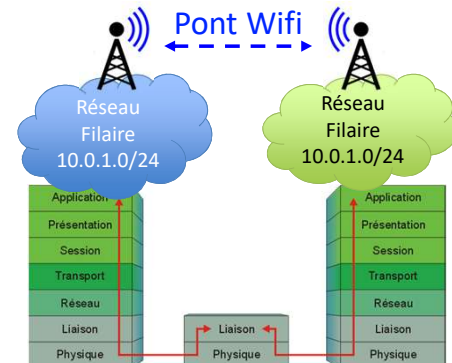 Pont Wifi
Réseau
Filaire
10.0.1.0/24
Réseau
Filaire
10.0.1.0/24
Application
Présentation
Session
Transport
Réseau
Liaison
Physique
Liaison
Physique
Application
Présentation
Session
Transport
Réseau
Liaison
Physique